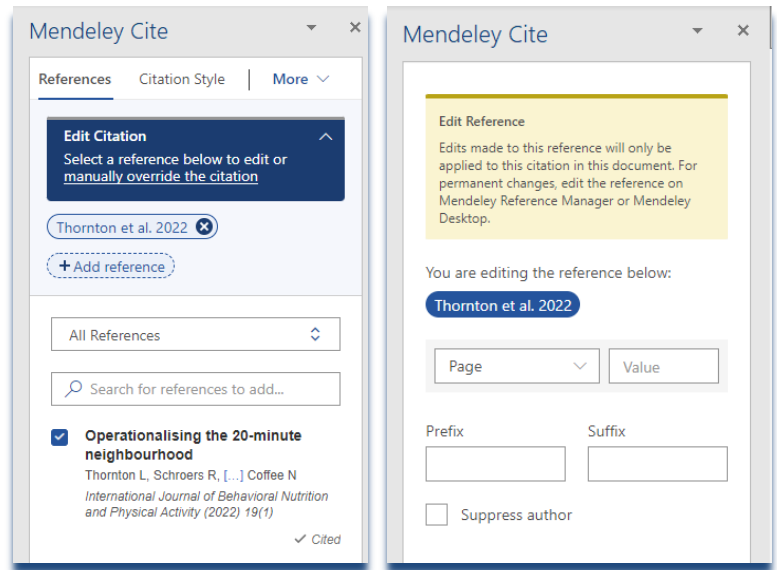 Mendeley Cite
References Citation Style More
Edit Citation
Select a reference below to edit or
manually override the citation
Thornton et al. 2022
+ Add reference
All References
Search for references to add...
Operationalising the 20-minute
neighbourhood
Thornton L, Schroers R, [...] Coffee N
International Journal of Behavioral Nutrition
and Physical Activity (2022) 19(1)
Cited
Mendeley Cite
Edit Reference
Edits made to this reference will only be
applied to this citation in this document. For
permanent changes, edit the reference on
Mendeley Reference Manager or Mendeley
Desktop.
You are editing the reference below:
Thornton et al. 2022
Page Value
Prefix Suffix
Suppress author